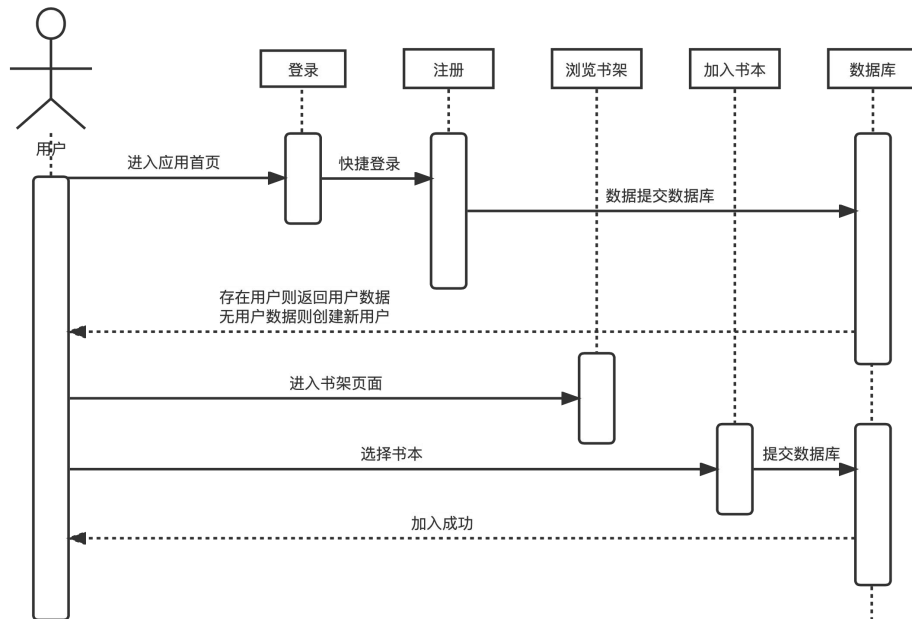 登录
注册
浏览书架
加入书本
数据库
用户
进入应用首页
快捷登录
数据提交数据库
存在用户则返回用户数据
无用户数据则创建新用户
进入书架页面
选择书本
提交数据库
加入成功